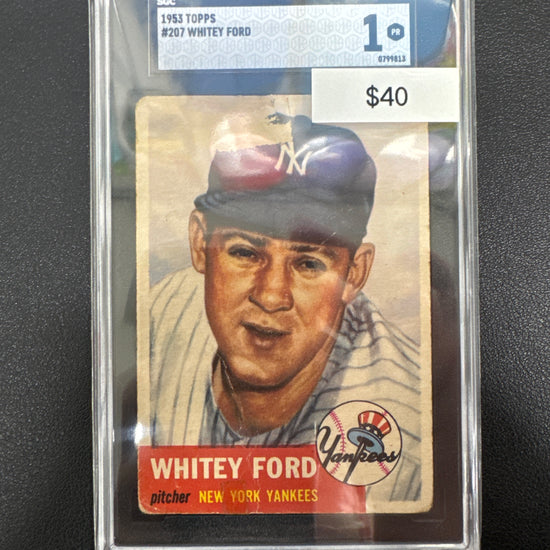 SGC
1953 TOPPS
#207 WHITEY FORD
1 PR
0799813
$40
NY
Yankees
WHITEY FORD
pitcher NEW YORK YANKEES